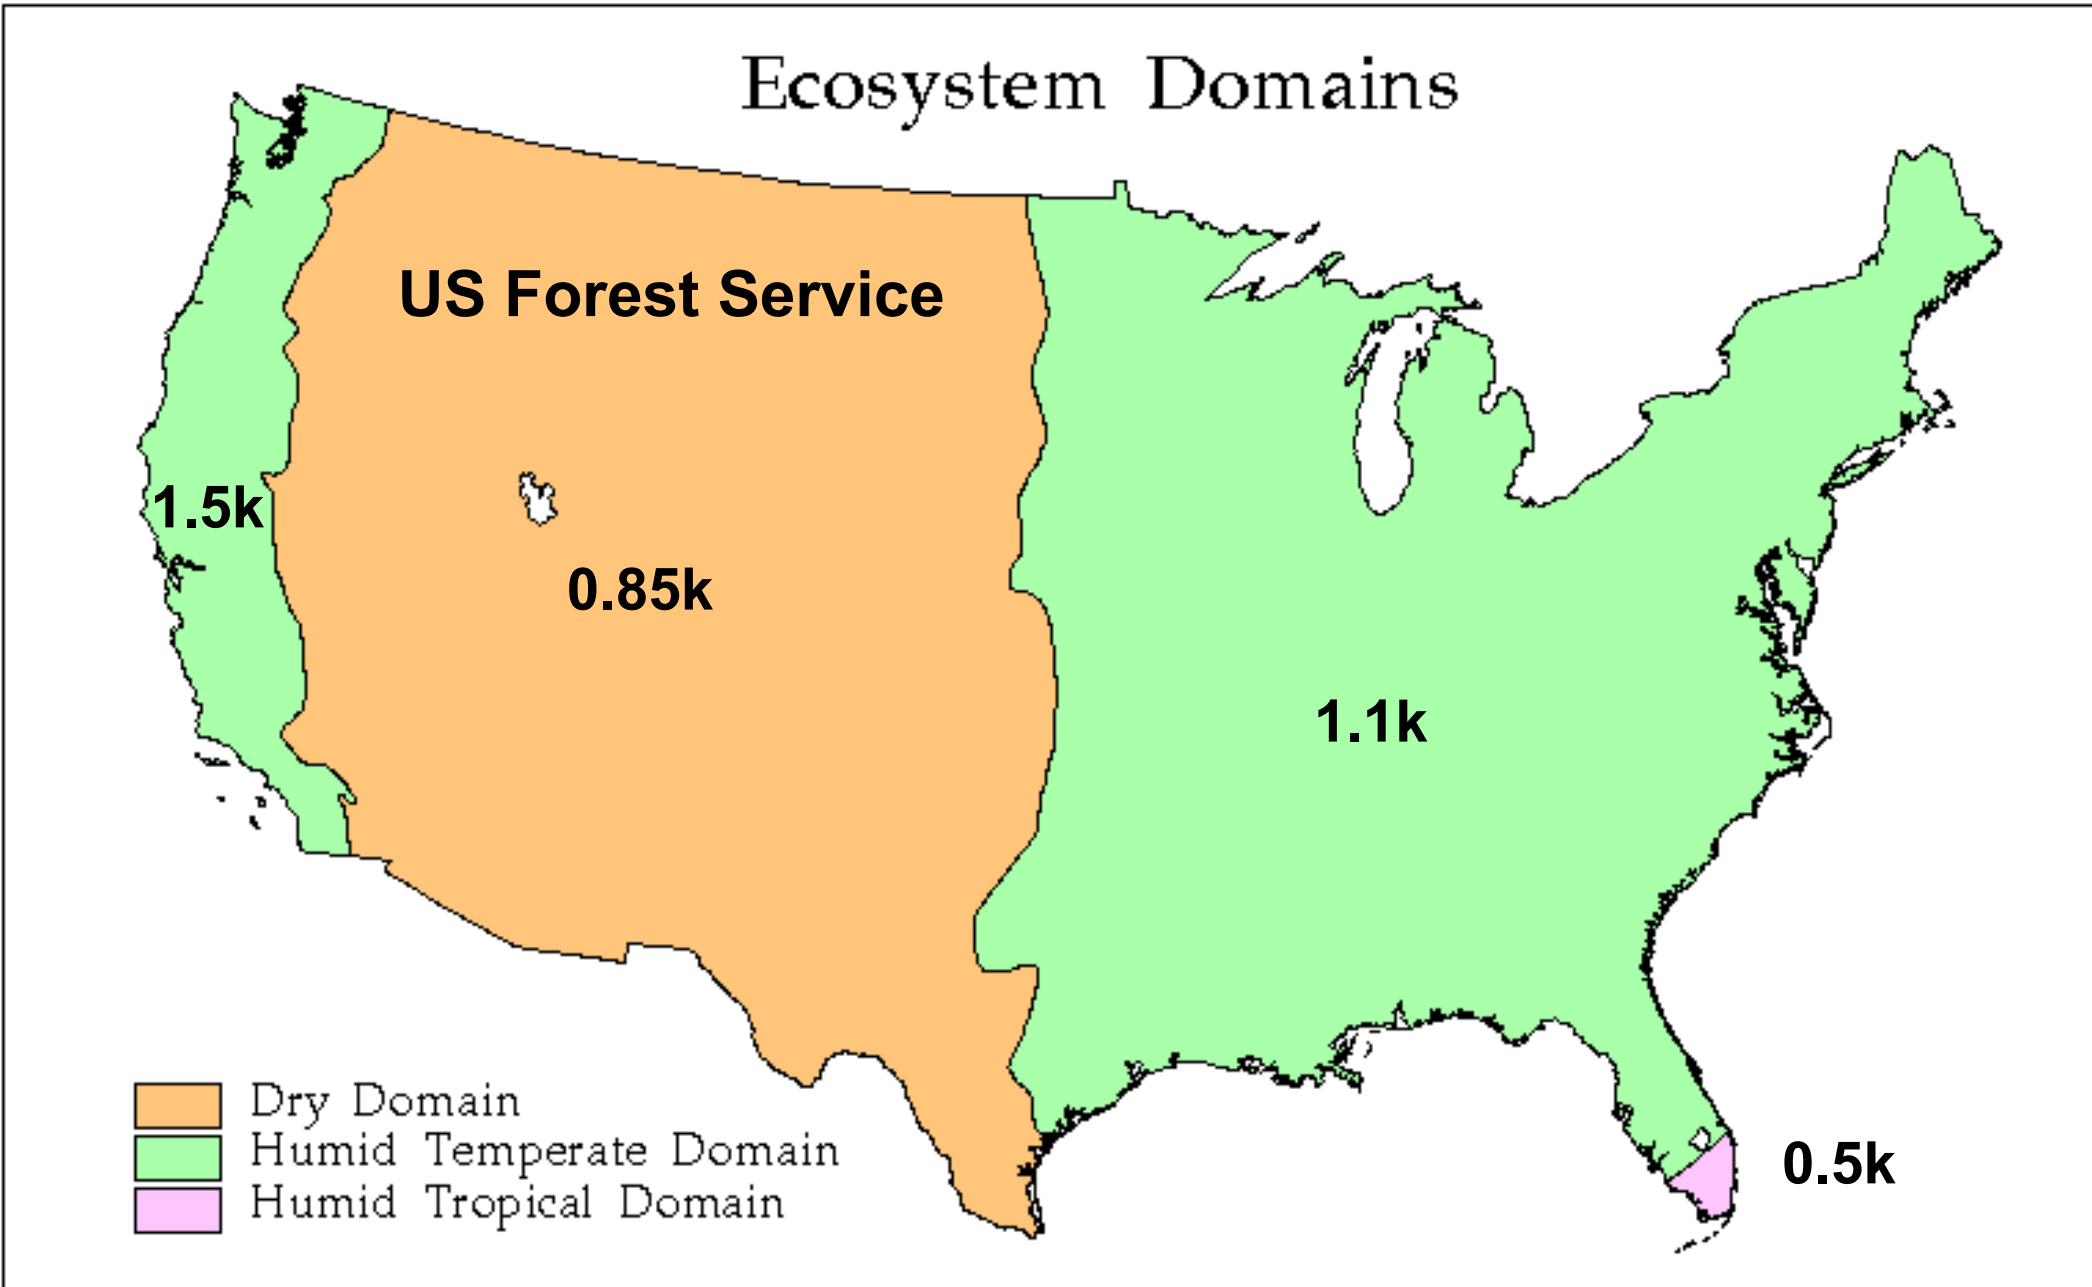 Ecosystem Domains
US Forest Service
1.5k
0.85k
1.1k
0.5k
Dry Domain
Humid Temperate Domain
Humid Tropical Domain